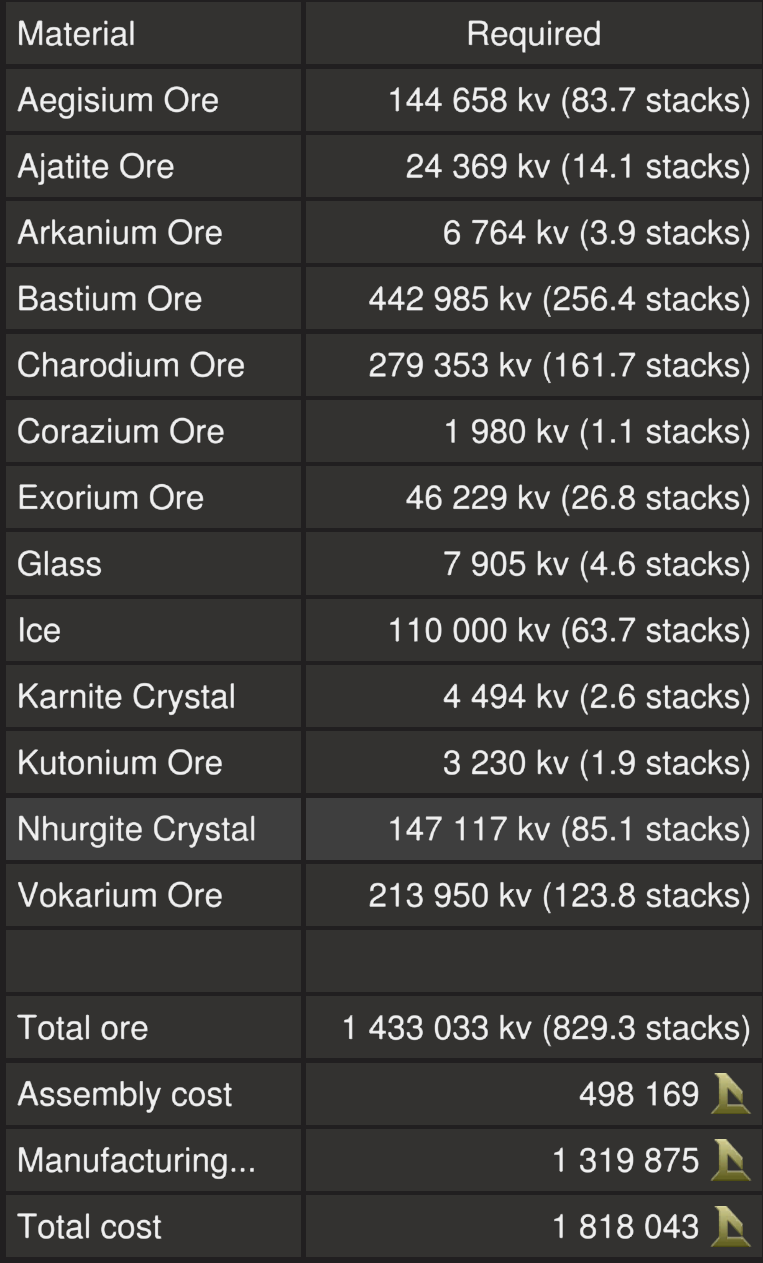 Material Required
Aegisium Ore 144 658 kv (83.7 stacks)
Ajatite Ore 24 369 kv (14.1 stacks)
Arkanium Ore 6 764 kv (3.9 stacks)
Bastium Ore 442 985 kv (256.4 stacks)
Charodium Ore 279 353 kv (161.7 stacks)
Corazium Ore 1 980 kv (1.1 stacks)
Exorium Ore 46 229 kv (26.8 stacks)
Glass 7 905 kv (4.6 stacks)
Ice 110 000 kv (63.7 stacks)
Karnite Crystal 4 494 kv (2.6 stacks)
Kutonium Ore 3 230 kv (1.9 stacks)
Nhurgite Crystal 147 117 kv (85.1 stacks)
Vokarium Ore 213 950 kv (123.8 stacks)
Total ore 1 433 033 kv (829.3 stacks)
Assembly cost 498 169
Manufacturing... 1 319 875
Total cost 1 818 043